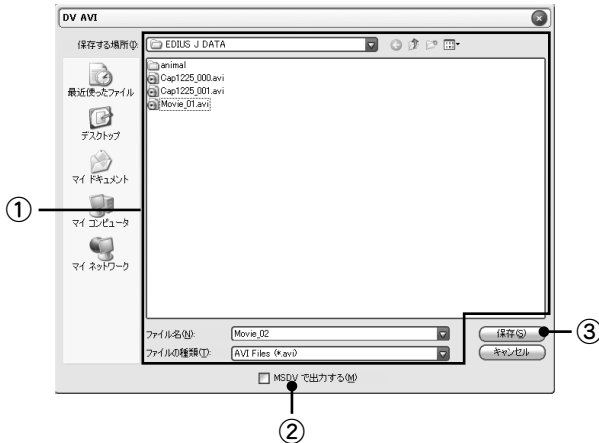 DV AVI
保存する場所(I):
EDIUS J DATA
animal
Cap1225_000.avi
Cap1225_001.avi
Movie_01.avi
最近使ったファイル
デスクトップ
マイ ドキュメント
マイ コンピュータ
マイ ネットワーク
ファイル名(N):
Movie_02
保存(S)
ファイルの種類(T):
AVI Files (*.avi)
キャンセル
MSDV で出力する(M)
①
②
③